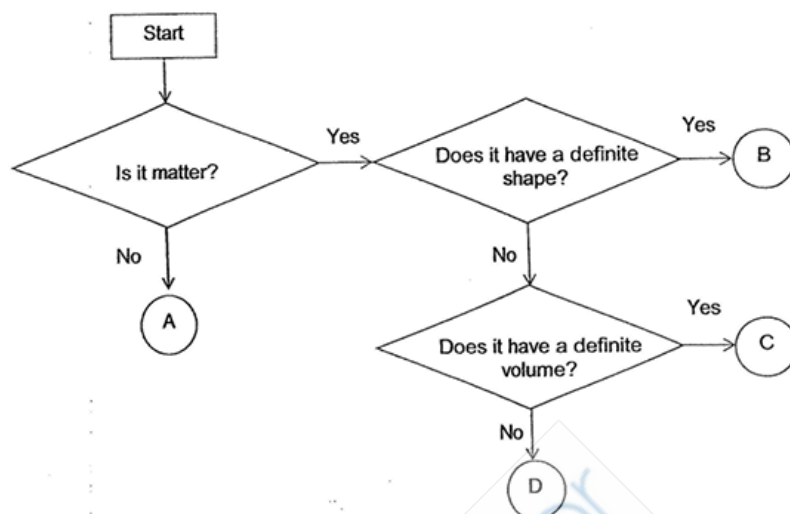 Start
Is it matter?
Yes
Does it have a definite
shape?
Yes
B
No
A
No
Does it have a definite
volume?
Yes
C
No
D